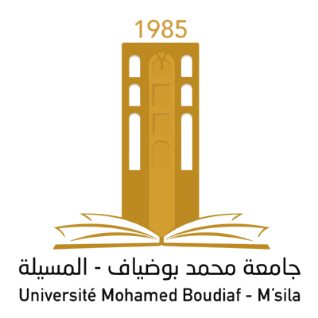 1985
جامعة محمد بوضياف - المسيلة
Université Mohamed Boudiaf - M'sila